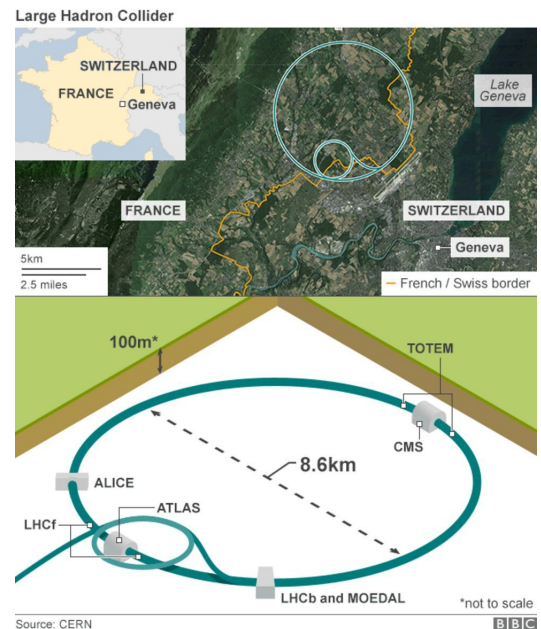 Large Hadron Collider
SWITZERLAND
FRANCE
Geneva
Lake
Geneva
FRANCE
SWITZERLAND
Geneva
5km
2.5 miles
French / Swiss border
100m*
TOTEM
CMS
8.6km
ALICE
ATLAS
LHCf
LHCb and MOEDAL
*not to scale
Source: CERN
BBC